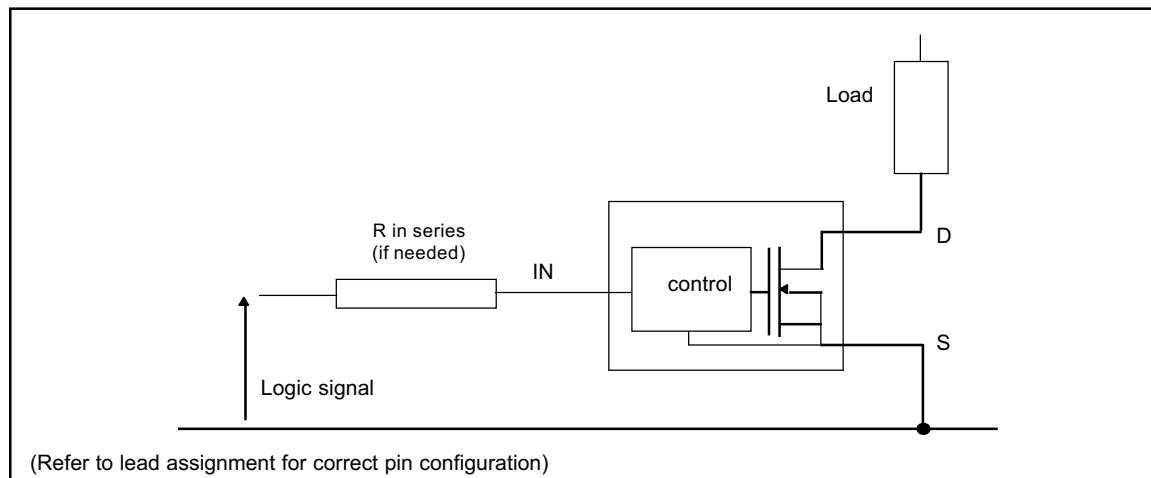 Load
R in series
(if needed)
IN
D
control
S
Logic signal
(Refer to lead assignment for correct pin configuration)